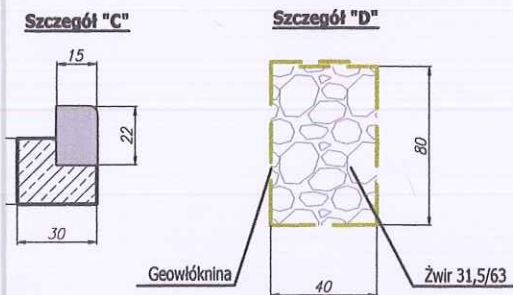 Szczegół "C"
15
22
30
Szczegół "D"
80
40
Geowłóknina
Żwir 31,5/63